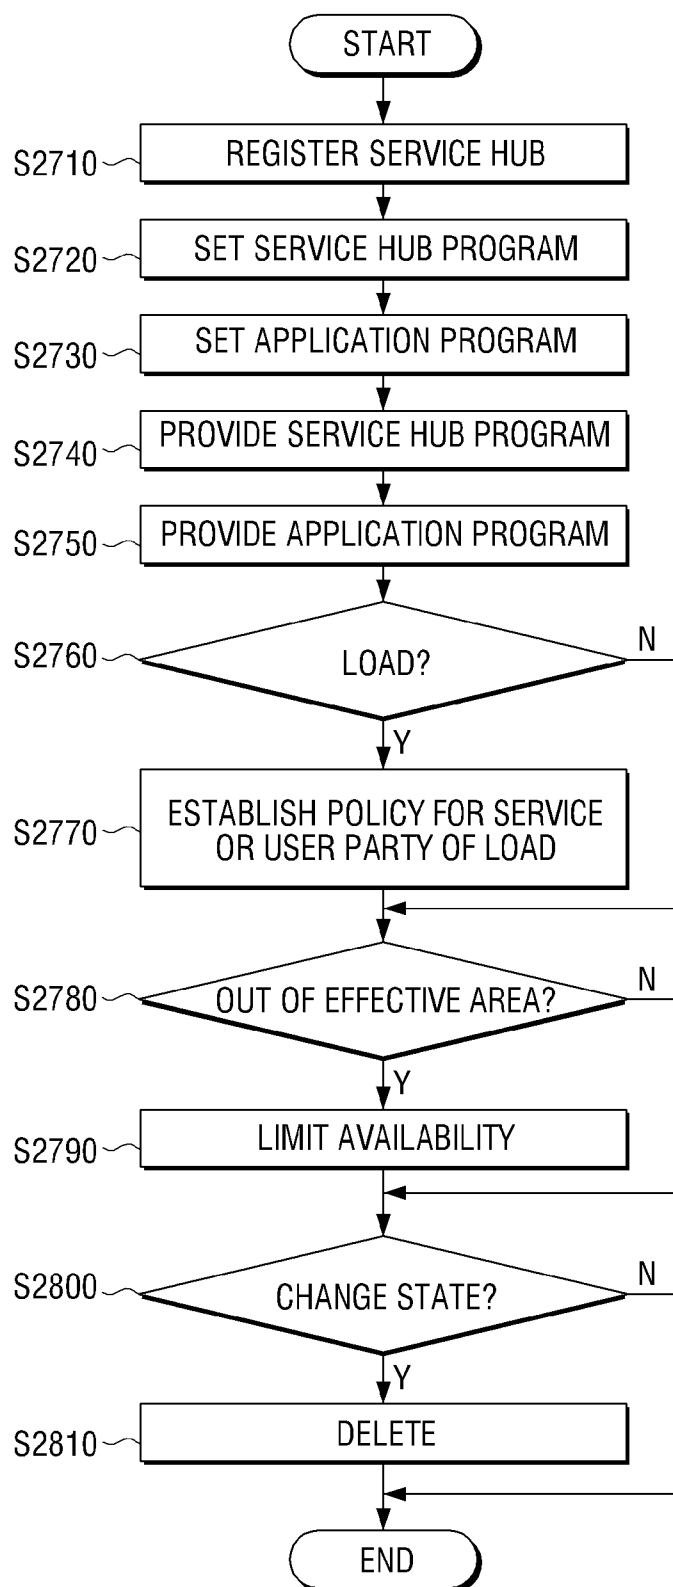 START
S2710
REGISTER SERVICE HUB
S2720
SET SERVICE HUB PROGRAM
S2730
SET APPLICATION PROGRAM
S2740
PROVIDE SERVICE HUB PROGRAM
S2750
PROVIDE APPLICATION PROGRAM
S2760
LOAD?
N
Y
S2770
ESTABLISH POLICY FOR SERVICE
OR USER PARTY OF LOAD
S2780
OUT OF EFFECTIVE AREA?
N
Y
S2790
LIMIT AVAILABILITY
S2800
CHANGE STATE?
N
Y
S2810
DELETE
END